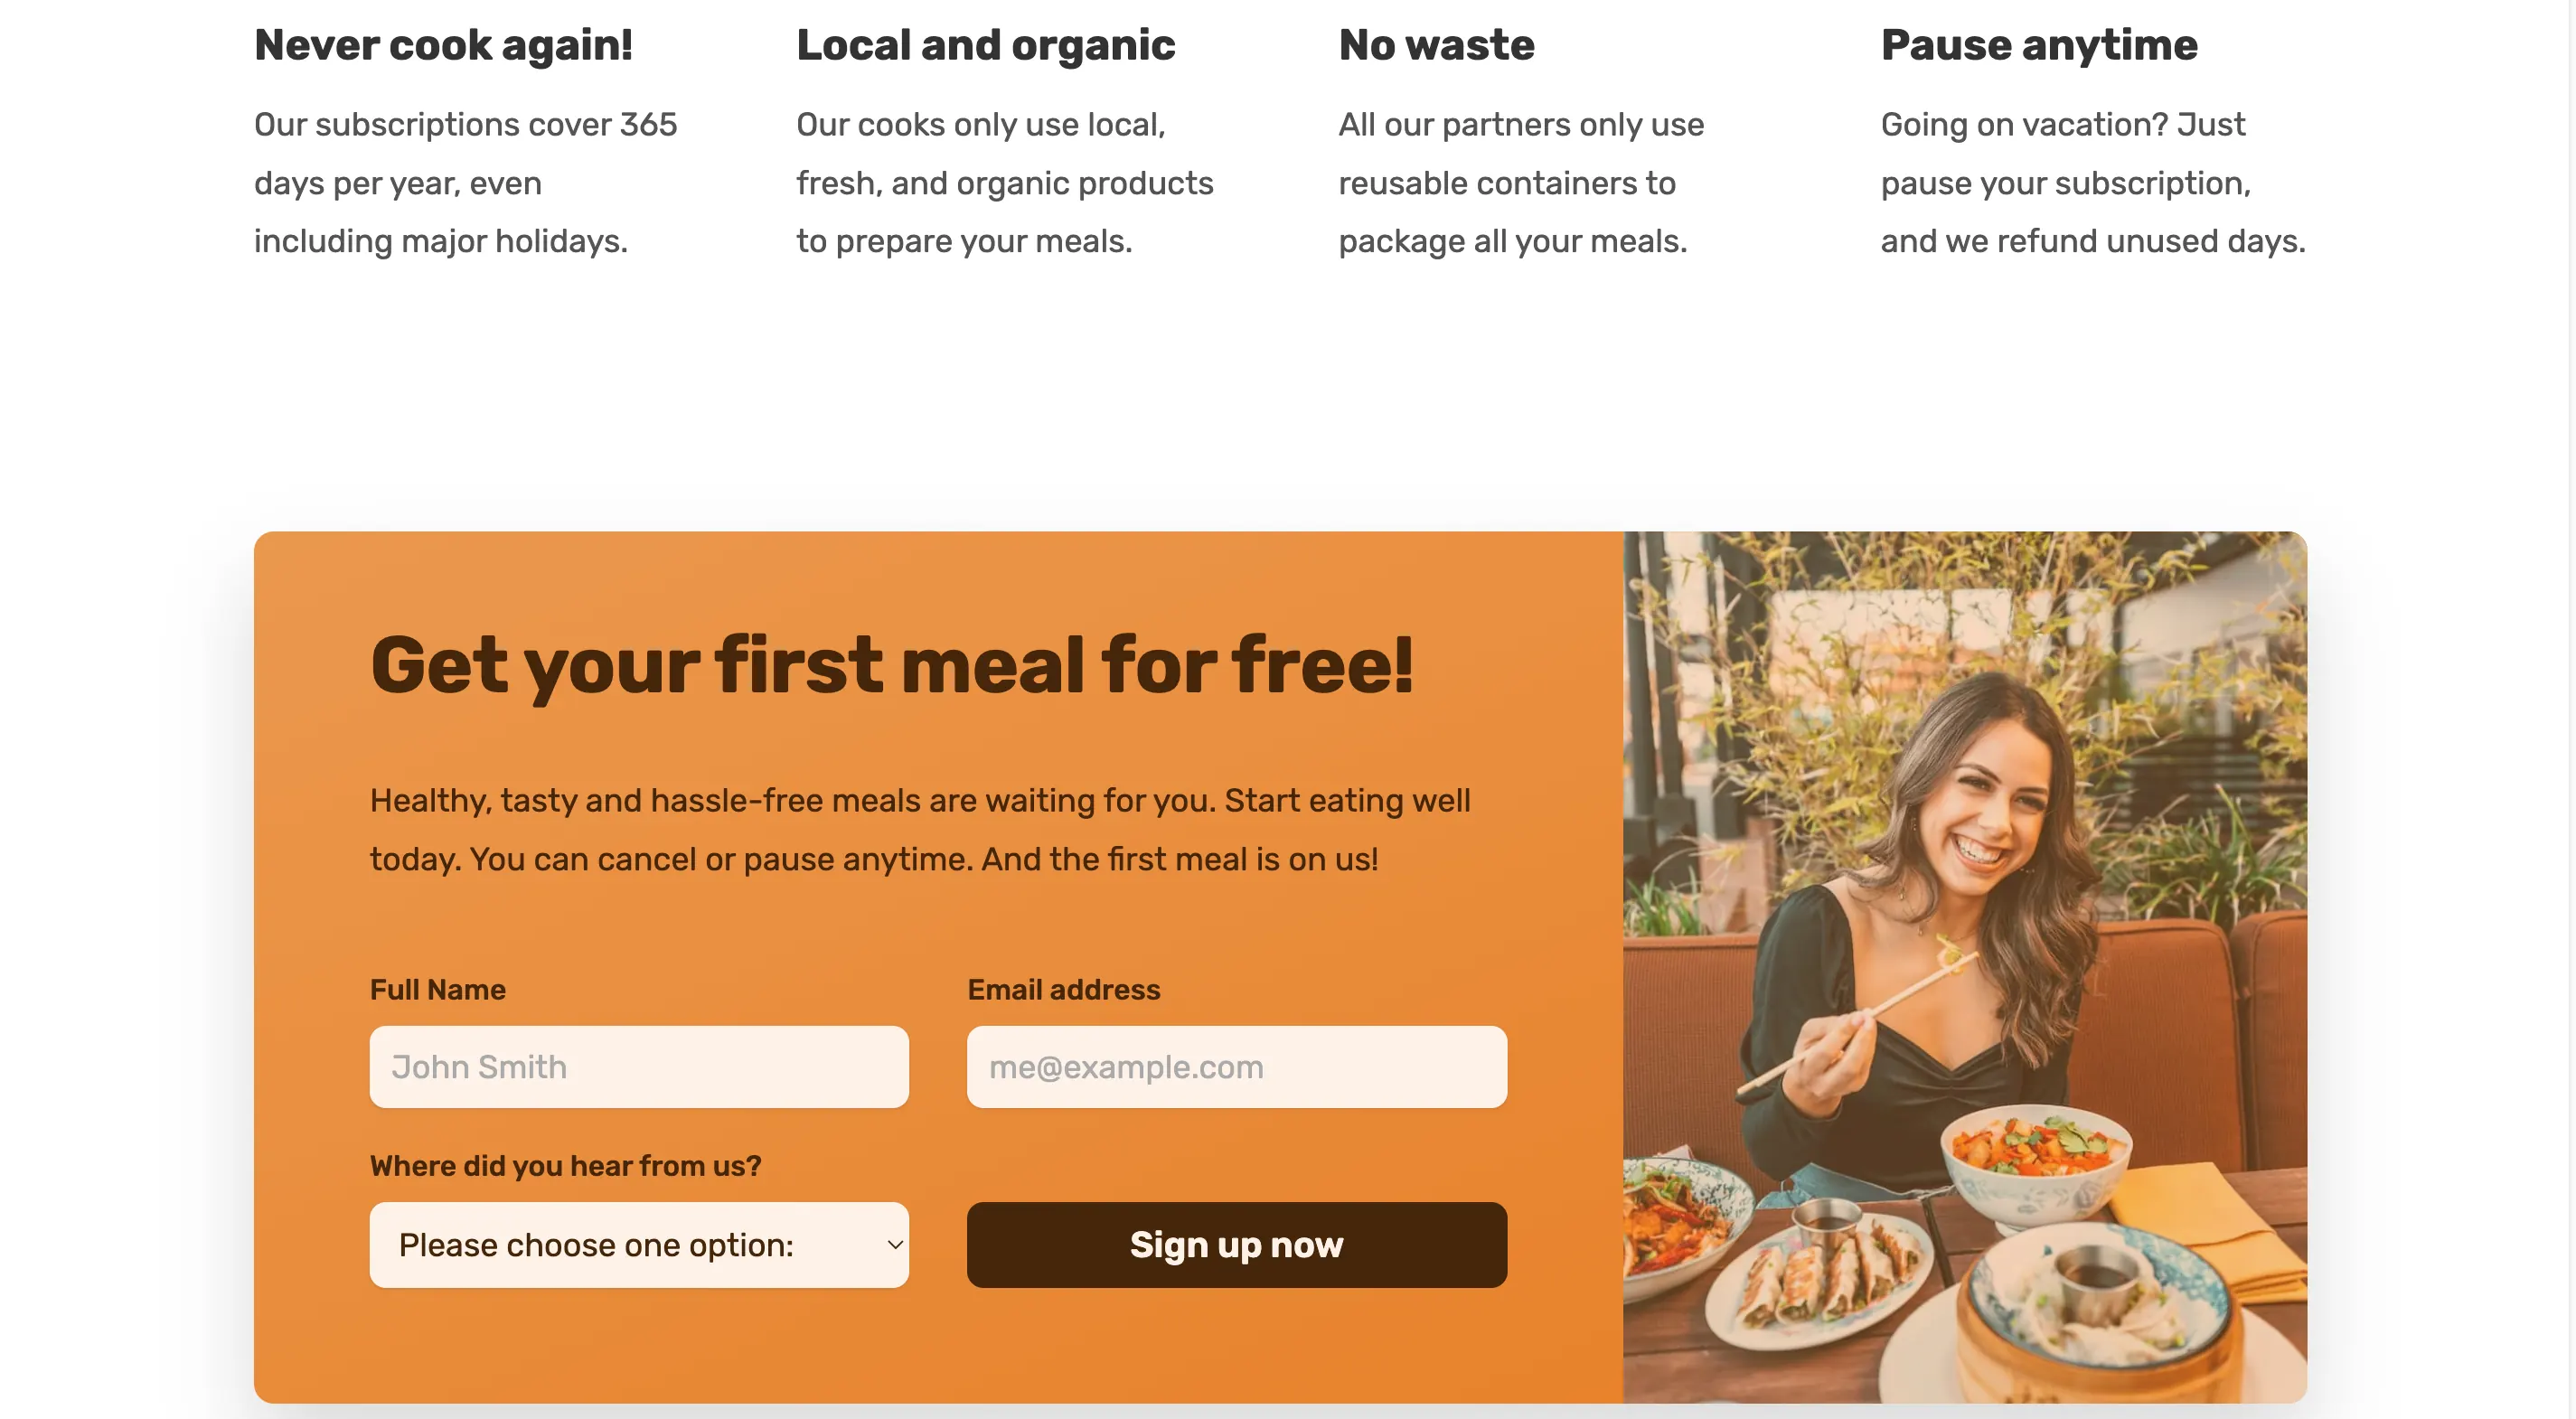 Never cook again!
Our subscriptions cover 365
days per year, even
including major holidays.
Local and organic
Our cooks only use local,
fresh, and organic products
to prepare your meals.
No waste
All our partners only use
reusable containers to
package all your meals.
Pause anytime
Going on vacation? Just
pause your subscription,
and we refund unused days.
Get your first meal for free!
Healthy, tasty and hassle-free meals are waiting for you. Start eating well
today. You can cancel or pause anytime. And the first meal is on us!
Full Name
John Smith
Email address
me@example.com
Where did you hear from us?
Please choose one option:
Sign up now